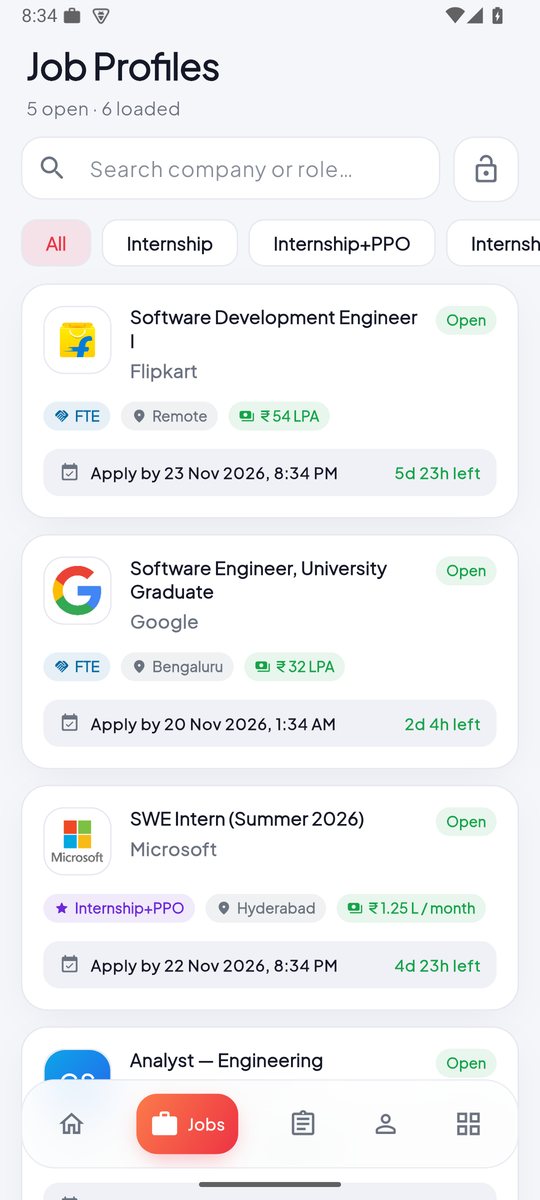 8:34
Job Profiles
5 open · 6 loaded
Search company or role...
All
Internship
Internship+PPO
Internsh
Software Development Engineer
I
Open
Flipkart
FTE
Remote
₹ 54 LPA
Apply by 23 Nov 2026, 8:34 PM
5d 23h left
Software Engineer, University
Graduate
Open
Google
FTE
Bengaluru
₹ 32 LPA
Apply by 20 Nov 2026, 1:34 AM
2d 4h left
SWE Intern (Summer 2026)
Open
Microsoft
Microsoft
Internship+PPO
Hyderabad
₹ 1.25 L / month
Apply by 22 Nov 2026, 8:34 PM
4d 23h left
Analyst — Engineering
Open
Jobs